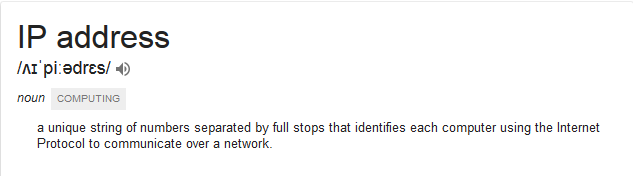 IP address
/ʌɪˈpiːədrɛs/
noun COMPUTING
a unique string of numbers separated by full stops that identifies each computer using the Internet
Protocol to communicate over a network.